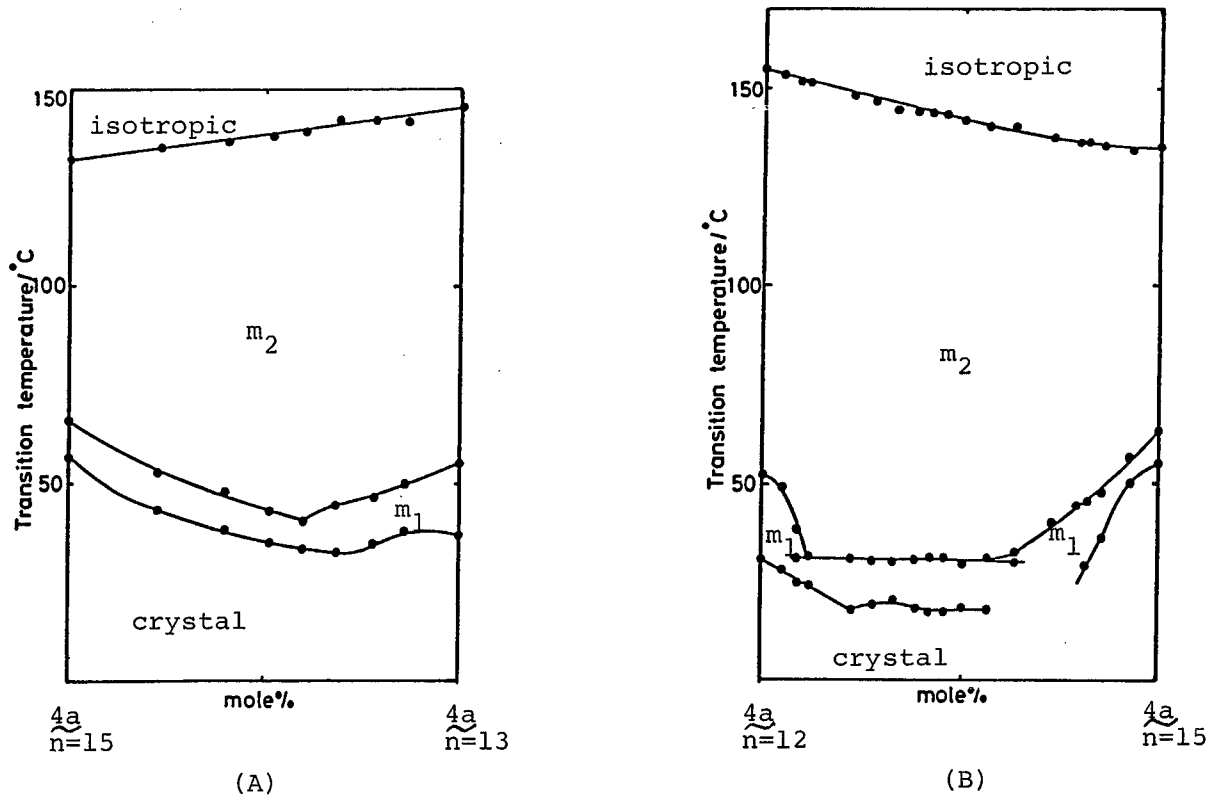 150
isotropic
Transition temperature/°C
100
m2
50
m1
crystal
mole%
4a
n=15
4a
n=13
(A)
isotropic
150
Transition temperature/°C
100
m2
50
m1
m1
crystal
mole%
4a
n=12
4a
n=15
(B)